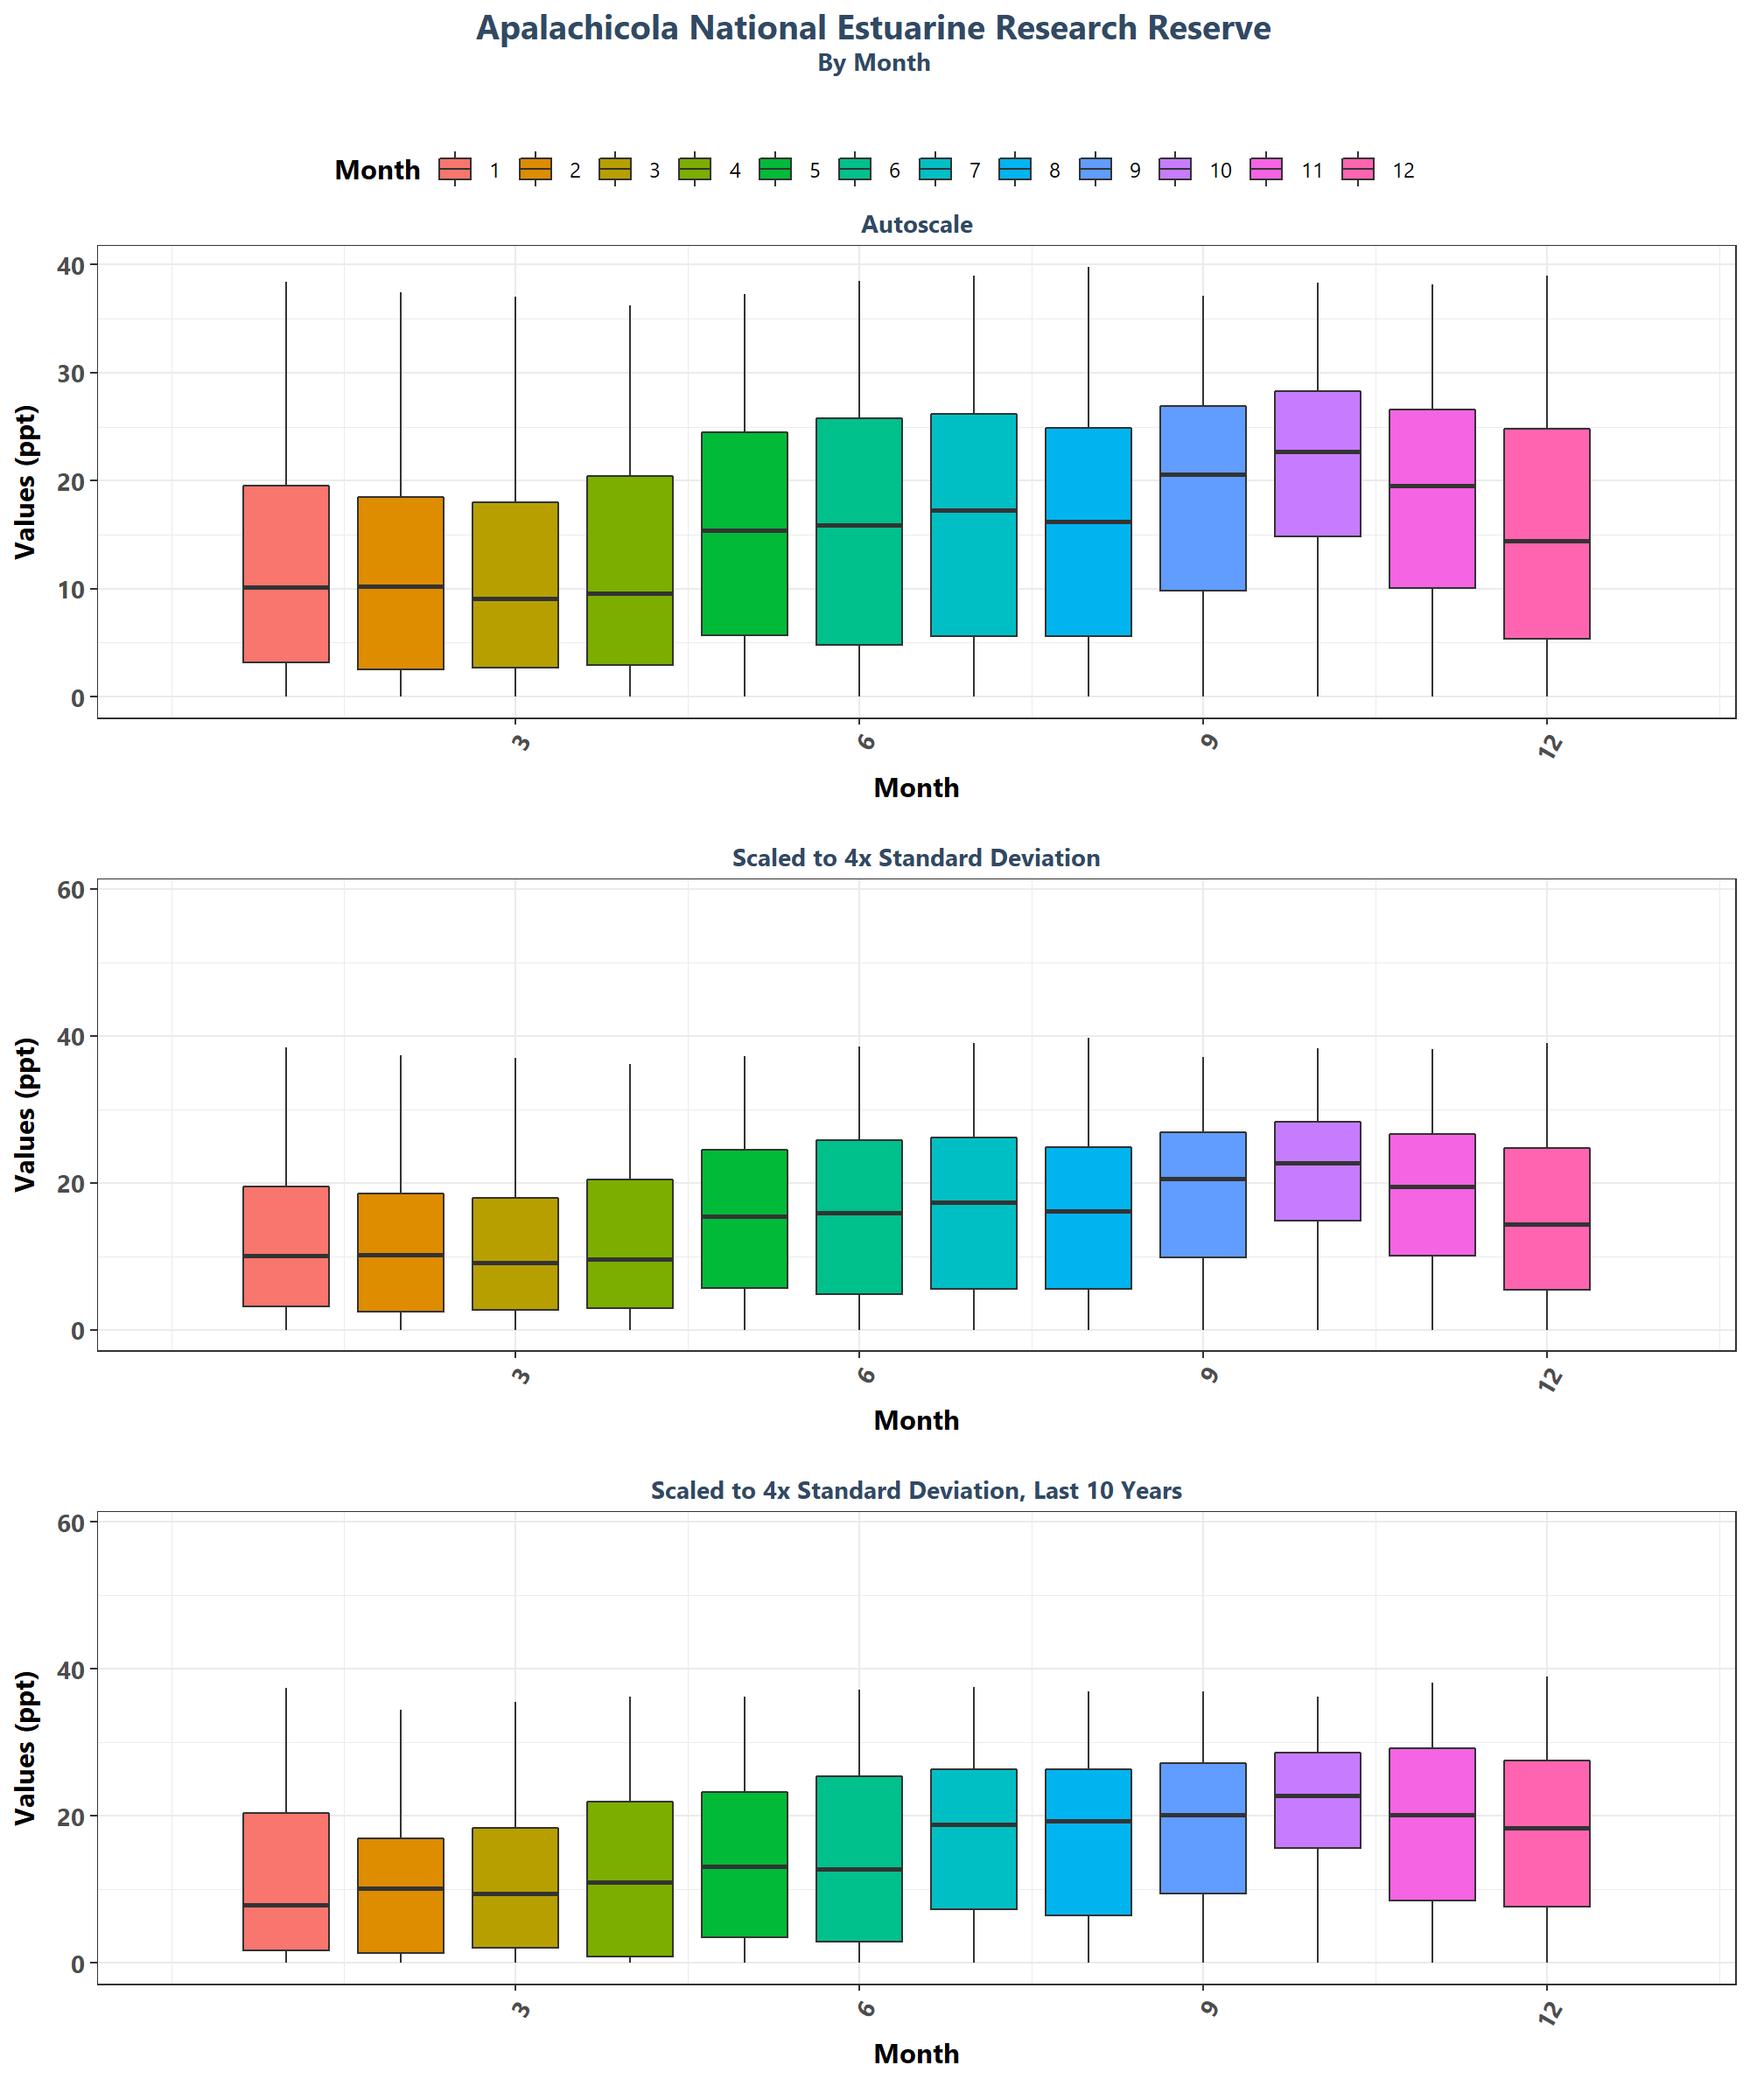 Apalachicola National Estuarine Research Reserve
By Month
Month 1 2 3 4 5 6 7 8 9 10 11 12
Autoscale
40
30
20
10
0
Values (ppt)
3 6 9 12
Month
Scaled to 4x Standard Deviation
60
40
20
0
Values (ppt)
3 6 9 12
Month
Scaled to 4x Standard Deviation, Last 10 Years
60
40
20
0
Values (ppt)
3 6 9 12
Month